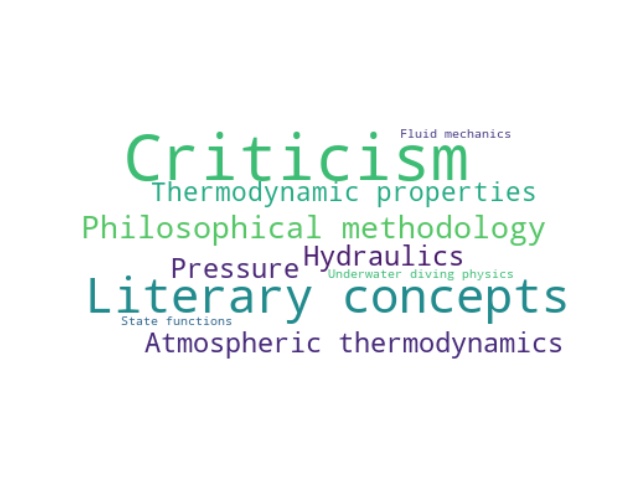 Fluid mechanics
Criticism
Thermodynamic properties
Philosophical methodology
Hydraulics
Pressure
Underwater diving physics
Literary concepts
State functions
Atmospheric thermodynamics